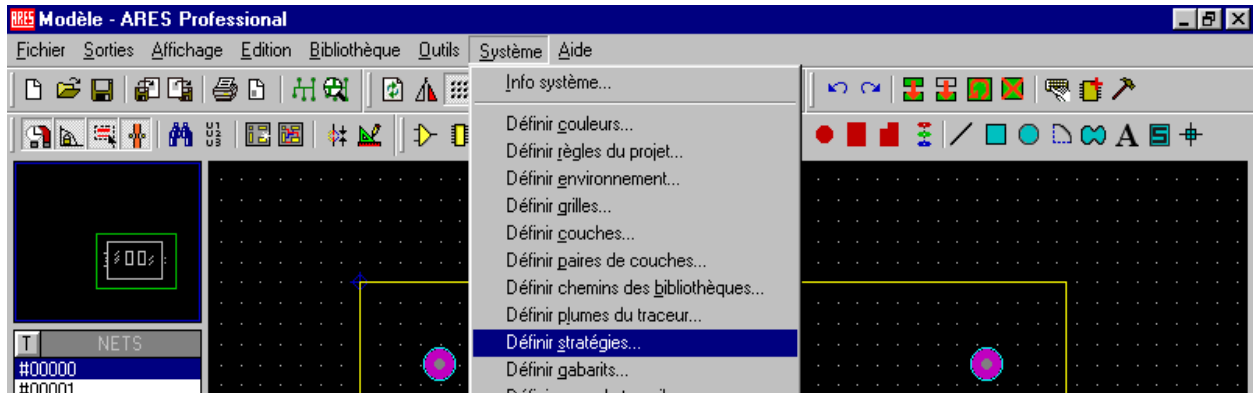 ARES Modèle - ARES Professional
Fichier Sorties Affichage Edition Bibliothèque Outils Système Aide
Info système...
Définir couleurs...
Définir règles du projet...
Définir environnement...
Définir grilles...
Définir couches...
Définir paires de couches...
Définir chemins des bibliothèques...
Définir plumes du traceur...
Définir stratégies...
Définir gabarits...
T NETS
#00000
#00001